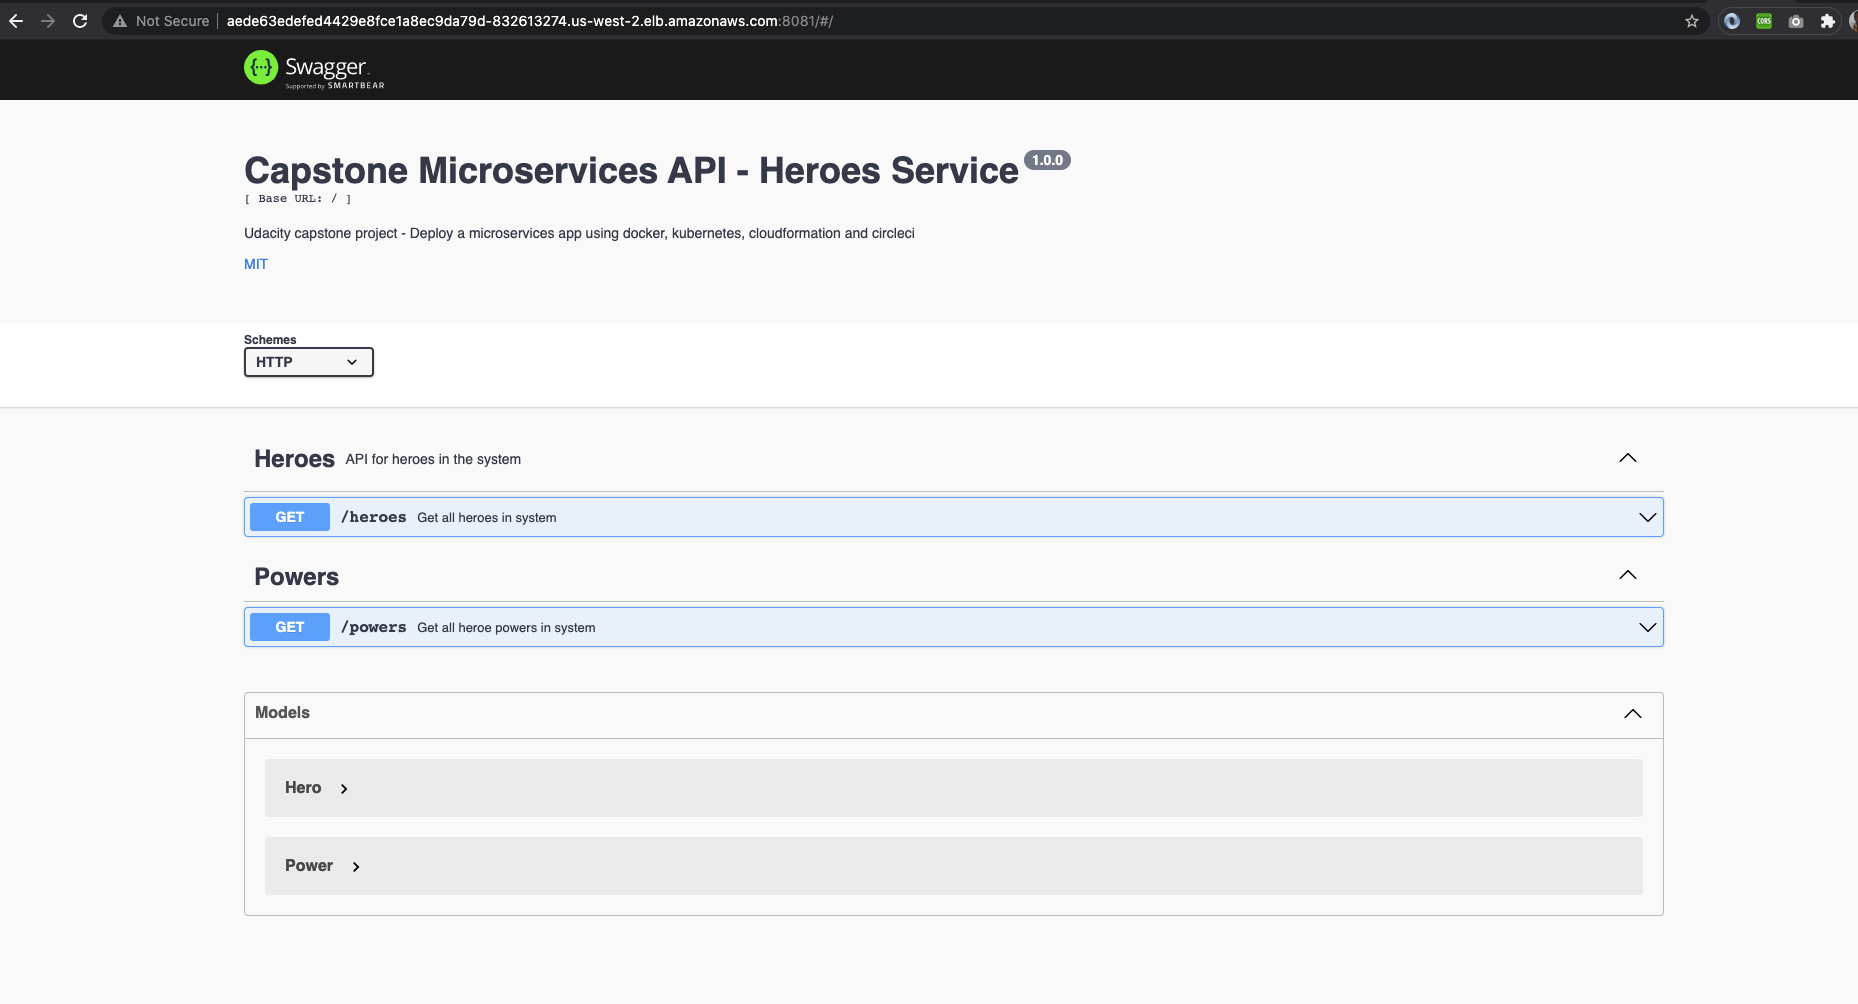 Not Secure aede63edefed4429e8fce1a8ec9da79d-832613274.us-west-2.elb.amazonaws.com:8081/#/
CORS
Swagger
Supported by SMARTBEAR
Capstone Microservices API - Heroes Service 1.0.0
[ Base URL: / ]
Udacity capstone project - Deploy a microservices app using docker, kubernetes, cloudformation and circleci
MIT
Schemes
HTTP
Heroes API for heroes in the system
GET /heroes Get all heroes in system
Powers
GET /powers Get all heroe powers in system
Models
Hero
Power